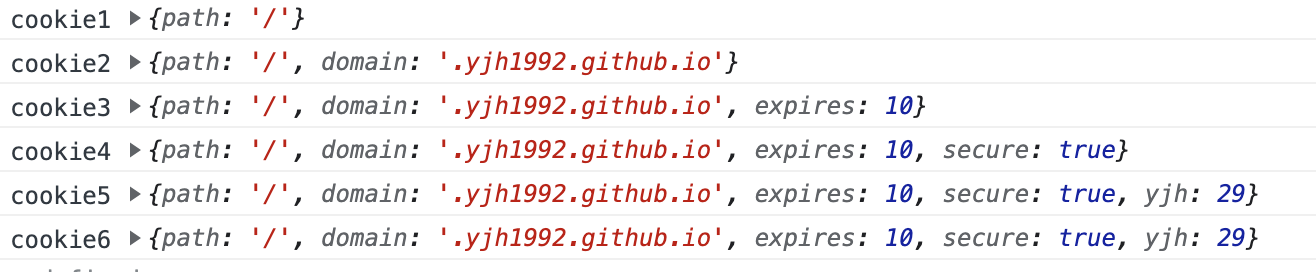 cookie1 ▶{path: '/'}
cookie2 ▶{path: '/', domain: '.yjh1992.github.io'}
cookie3 ▶{path: '/', domain: '.yjh1992.github.io', expires: 10}
cookie4 ▶{path: '/', domain: '.yjh1992.github.io', expires: 10, secure: true}
cookie5 ▶{path: '/', domain: '.yjh1992.github.io', expires: 10, secure: true, yjh: 29}
cookie6 ▶{path: '/', domain: '.yjh1992.github.io', expires: 10, secure: true, yjh: 29}